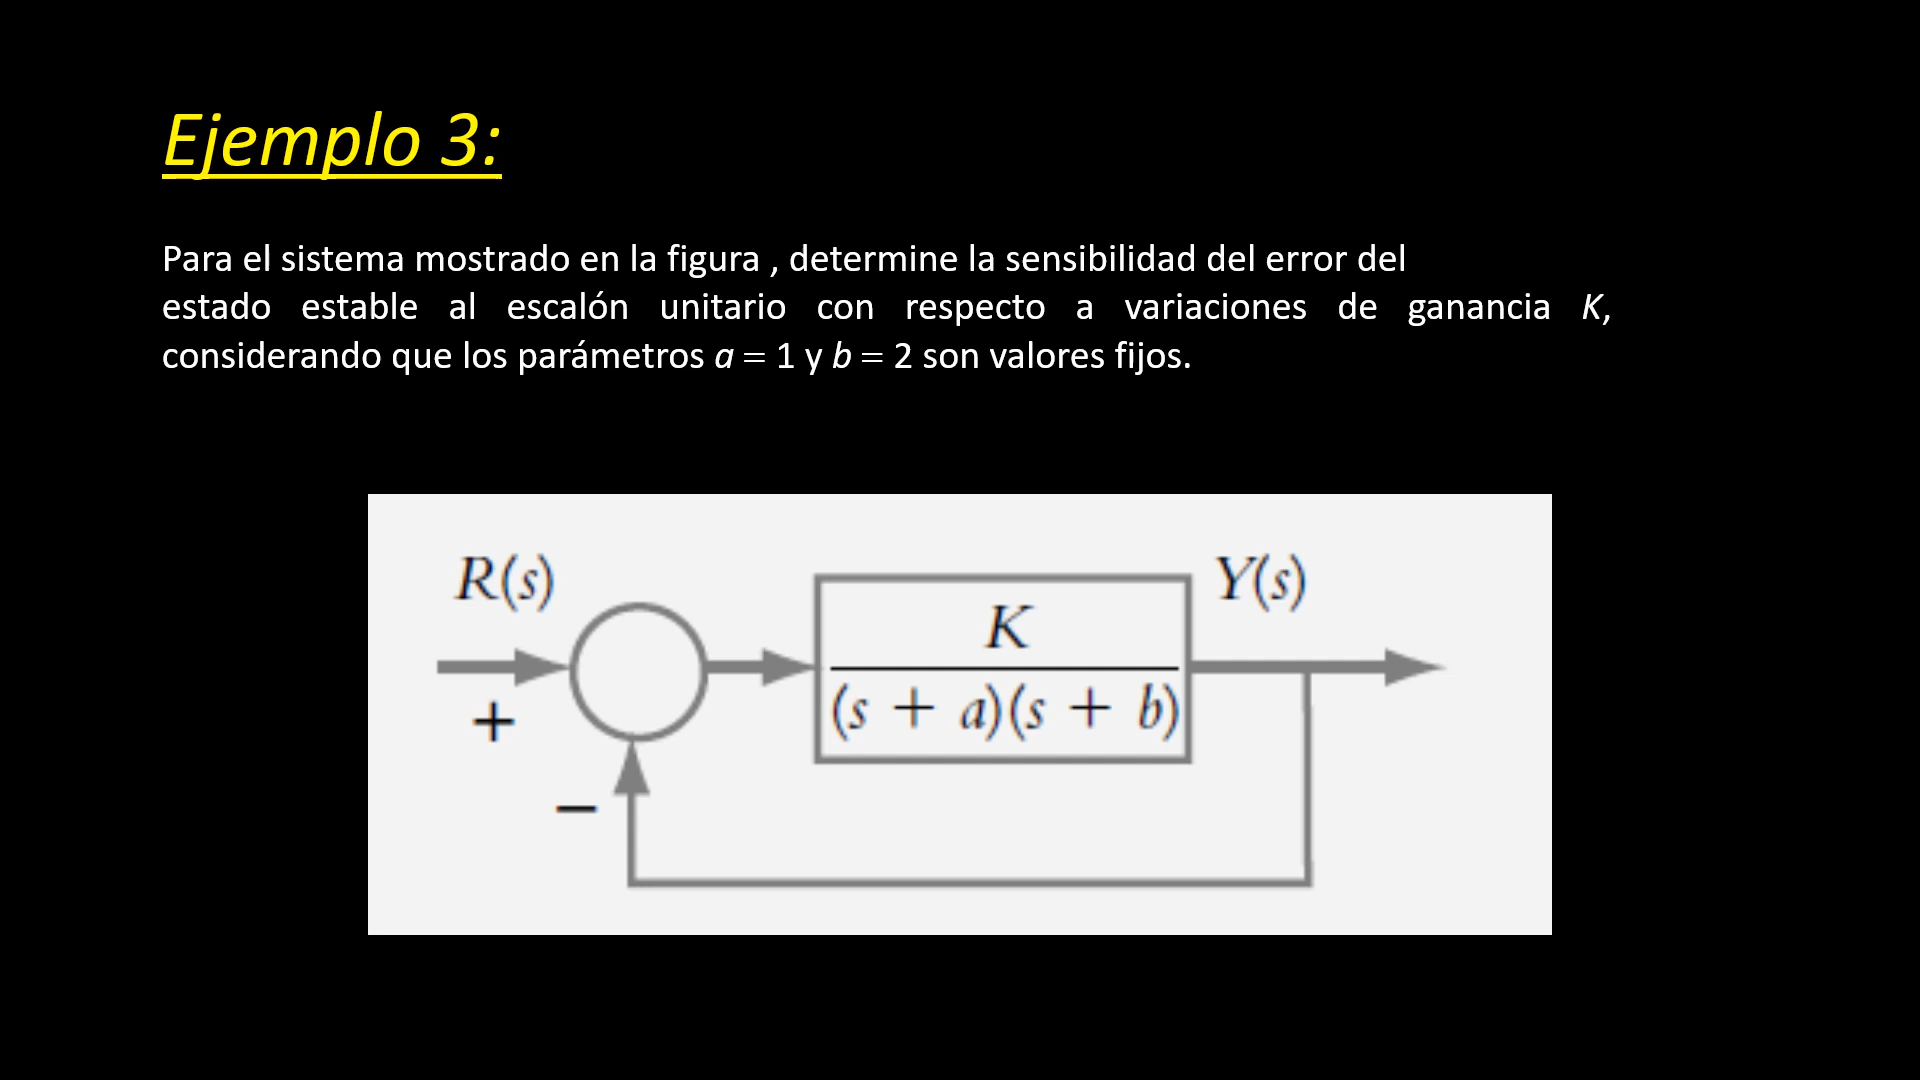 Ejemplo 3:
Para el sistema mostrado en la figura , determine la sensibilidad del error del
estado estable al escalón unitario con respecto a variaciones de ganancia K,
considerando que los parámetros a = 1 y b = 2 son valores fijos.
R(s)
Y(s)
K
(s + a)(s + b)
+
−